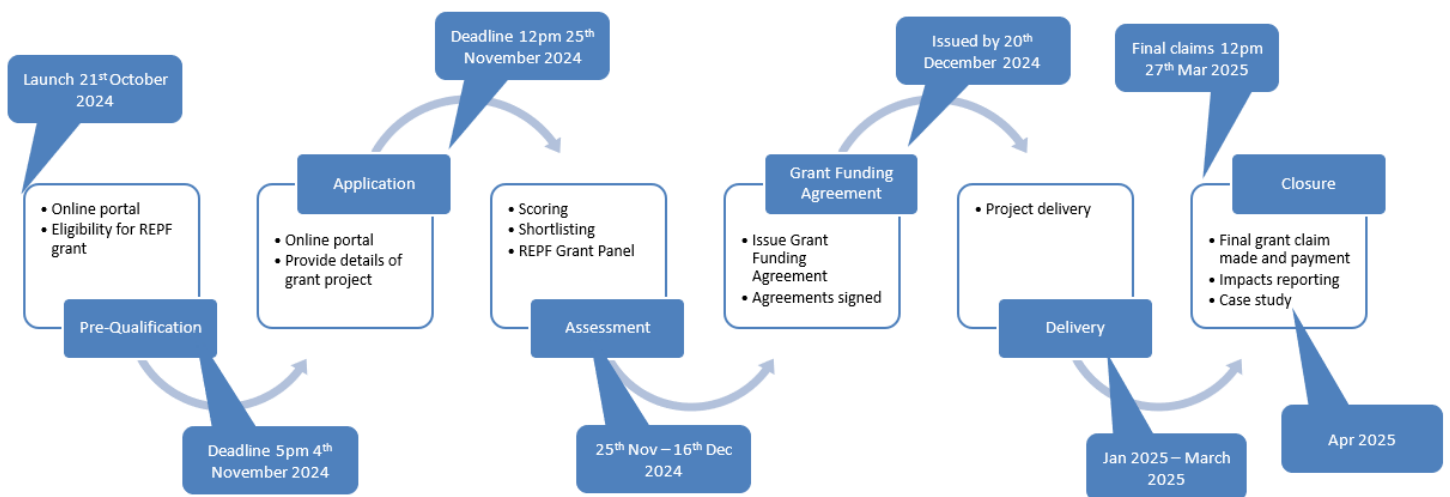 Launch 21st October
2024
• Online portal
• Eligibility for REPF
grant
Pre-Qualification
Deadline 5pm 4th
November 2024
Deadline 12pm 25th
November 2024
Application
• Online portal
• Provide details of
grant project
• Scoring
• Shortlisting
• REPF Grant Panel
Assessment
25th Nov – 16th Dec
2024
Issued by 20th
December 2024
Grant Funding
Agreement
• Issue Grant
Funding
Agreement
• Agreements signed
• Project delivery
Delivery
Jan 2025 – March
2025
Final claims 12pm
27th Mar 2025
Closure
• Final grant claim
made and payment
• Impacts reporting
• Case study
Apr 2025